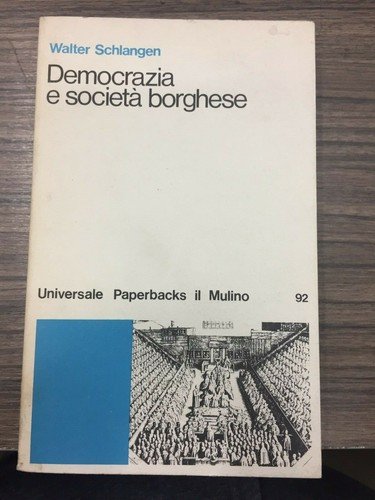 Walter Schlangen
Democrazia
e società borghese
Universale Paperbacks il Mulino 92